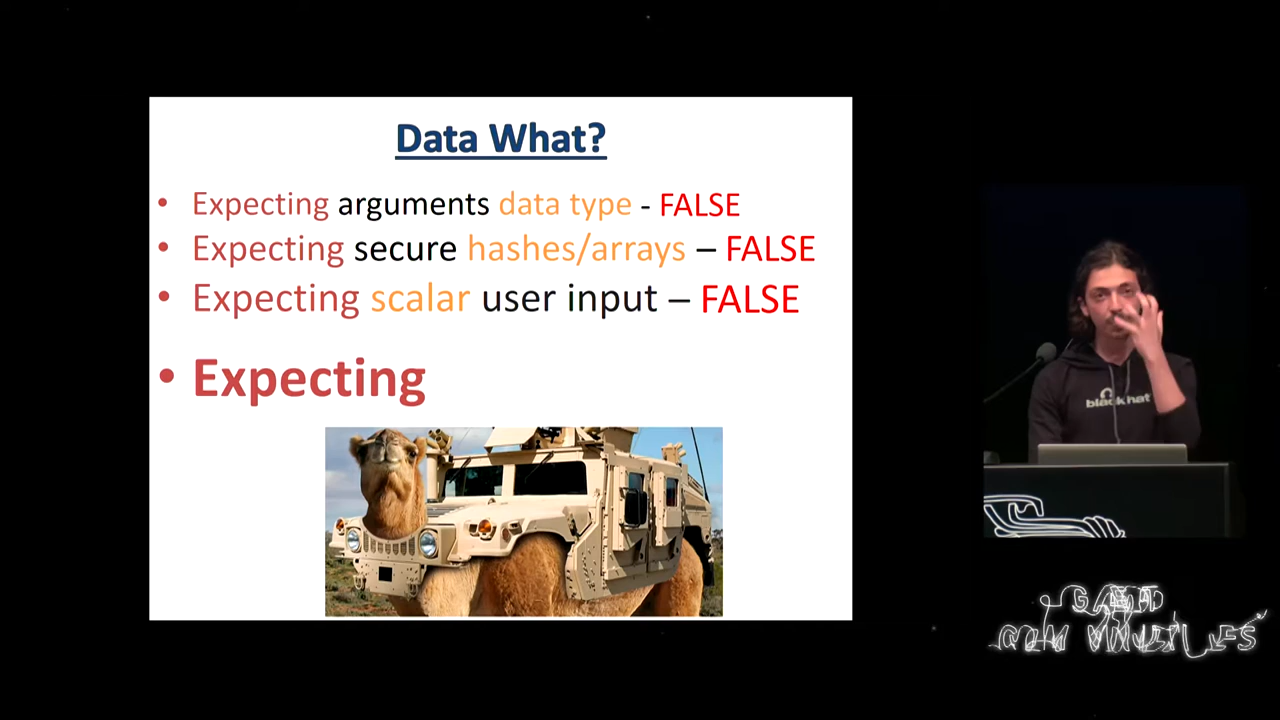 Data What?
• Expecting arguments data type - FALSE
• Expecting secure hashes/arrays – FALSE
• Expecting scalar user input – FALSE
• Expecting
black hat